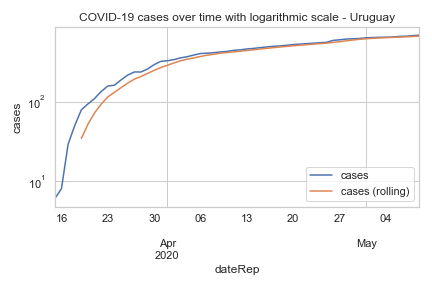 COVID-19 cases over time with logarithmic scale - Uruguay
cases
10²
10¹
cases
cases (rolling)
16 23 30 06 13 20 27 04
Apr May
2020
dateRep